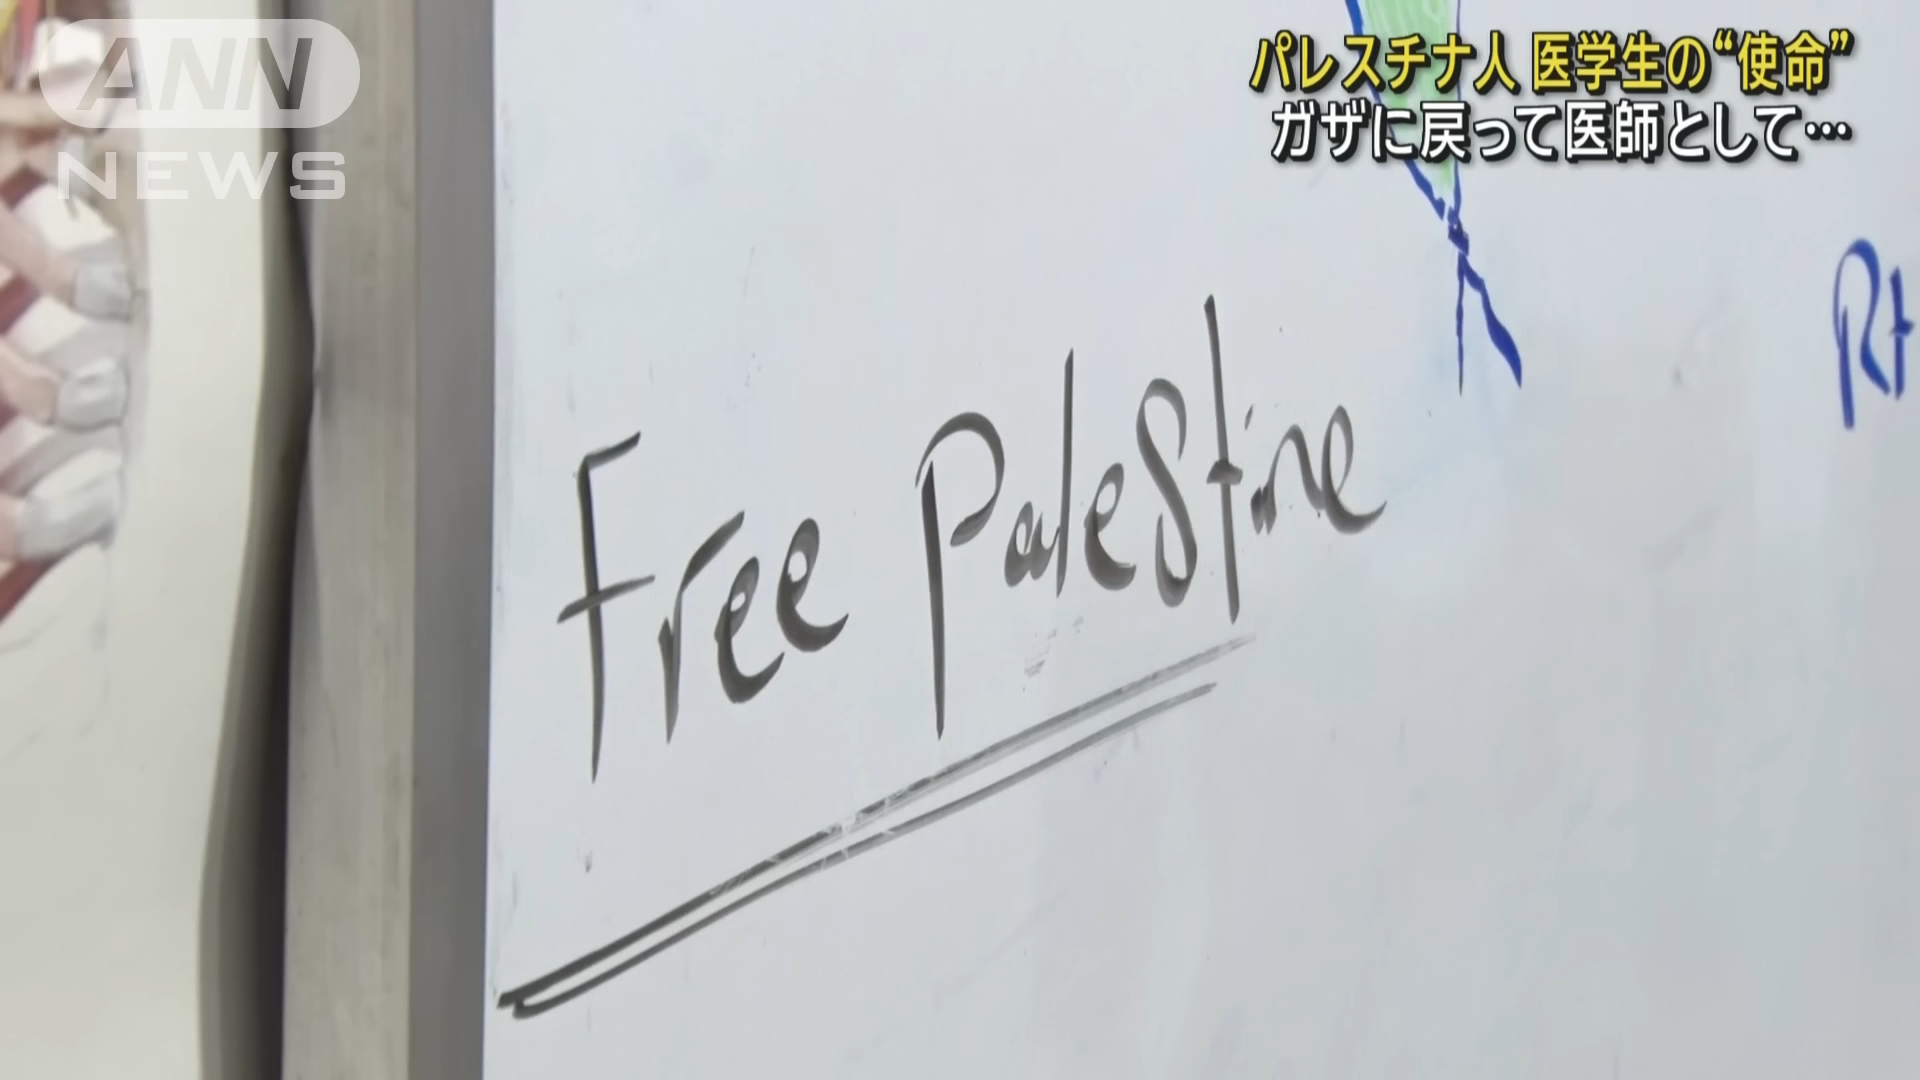 ANN
NEWS
パレスチナ人 医学生の“使命”
ガザに戻って医師として…
Rt
Free Palestine